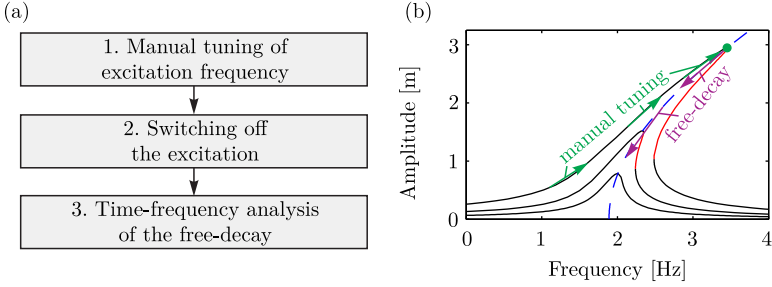 (a)
1. Manual tuning of
excitation frequency
2. Switching off
the excitation
3. Time-frequency analysis
of the free-decay
(b)
Amplitude [m]
3
2
1
0
manual tuning
free-decay
0 1 2 3 4
Frequency [Hz]